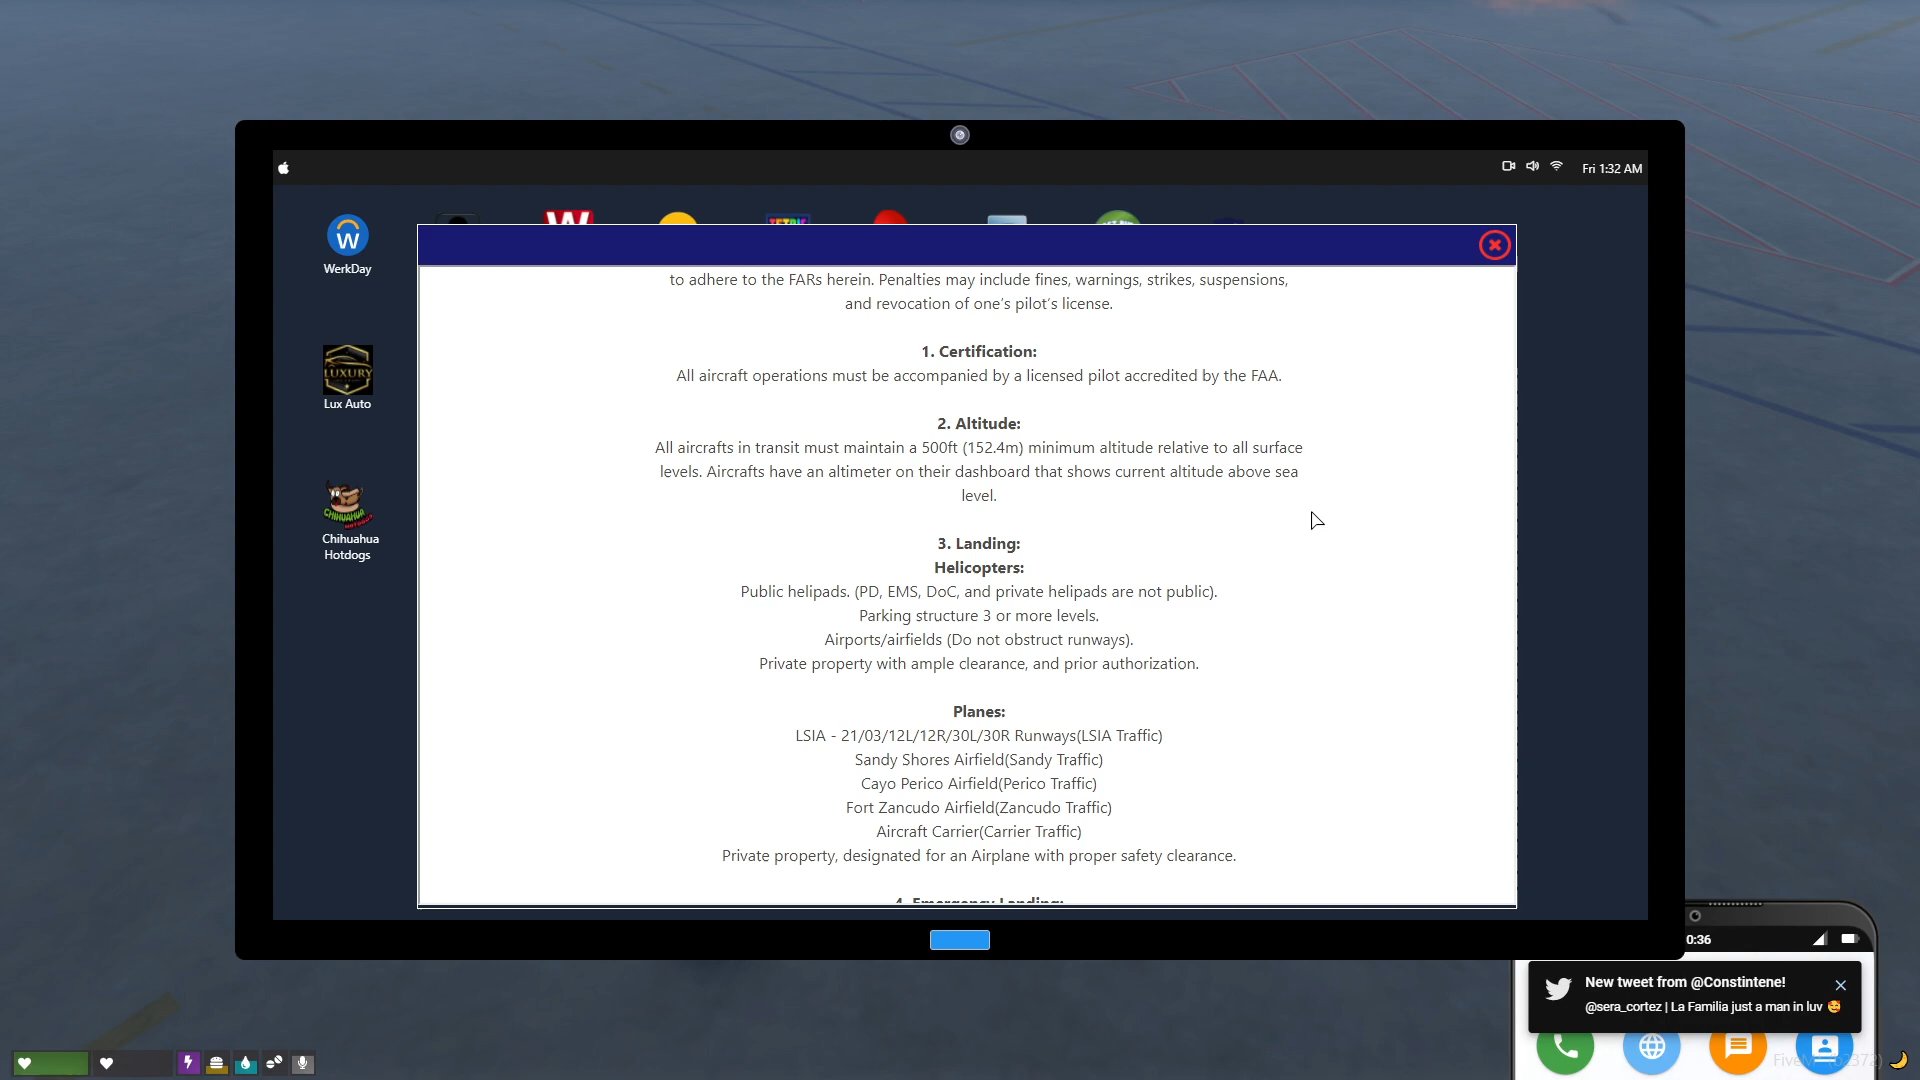 Fri 1:32 AM
WerkDay
LUXURY
Lux Auto
CHIHUAHUA
HOTDOGS
Chihuahua
Hotdogs
W
TETRIS
to adhere to the FARs herein. Penalties may include fines, warnings, strikes, suspensions,
and revocation of one's pilot's license.
1. Certification:
All aircraft operations must be accompanied by a licensed pilot accredited by the FAA.
2. Altitude:
All aircrafts in transit must maintain a 500ft (152.4m) minimum altitude relative to all surface
levels. Aircrafts have an altimeter on their dashboard that shows current altitude above sea
level.
3. Landing:
Helicopters:
Public helipads. (PD, EMS, DoC, and private helipads are not public).
Parking structure 3 or more levels.
Airports/airfields (Do not obstruct runways).
Private property with ample clearance, and prior authorization.
Planes:
LSIA - 21/03/12L/12R/30L/30R Runways(LSIA Traffic)
Sandy Shores Airfield(Sandy Traffic)
Cayo Perico Airfield(Perico Traffic)
Fort Zancudo Airfield(Zancudo Traffic)
Aircraft Carrier(Carrier Traffic)
Private property, designated for an Airplane with proper safety clearance.
4. Emergency Landing:
0:36
New tweet from @Constintene!
@sera_cortez | La Familia just a man in luv 🥰